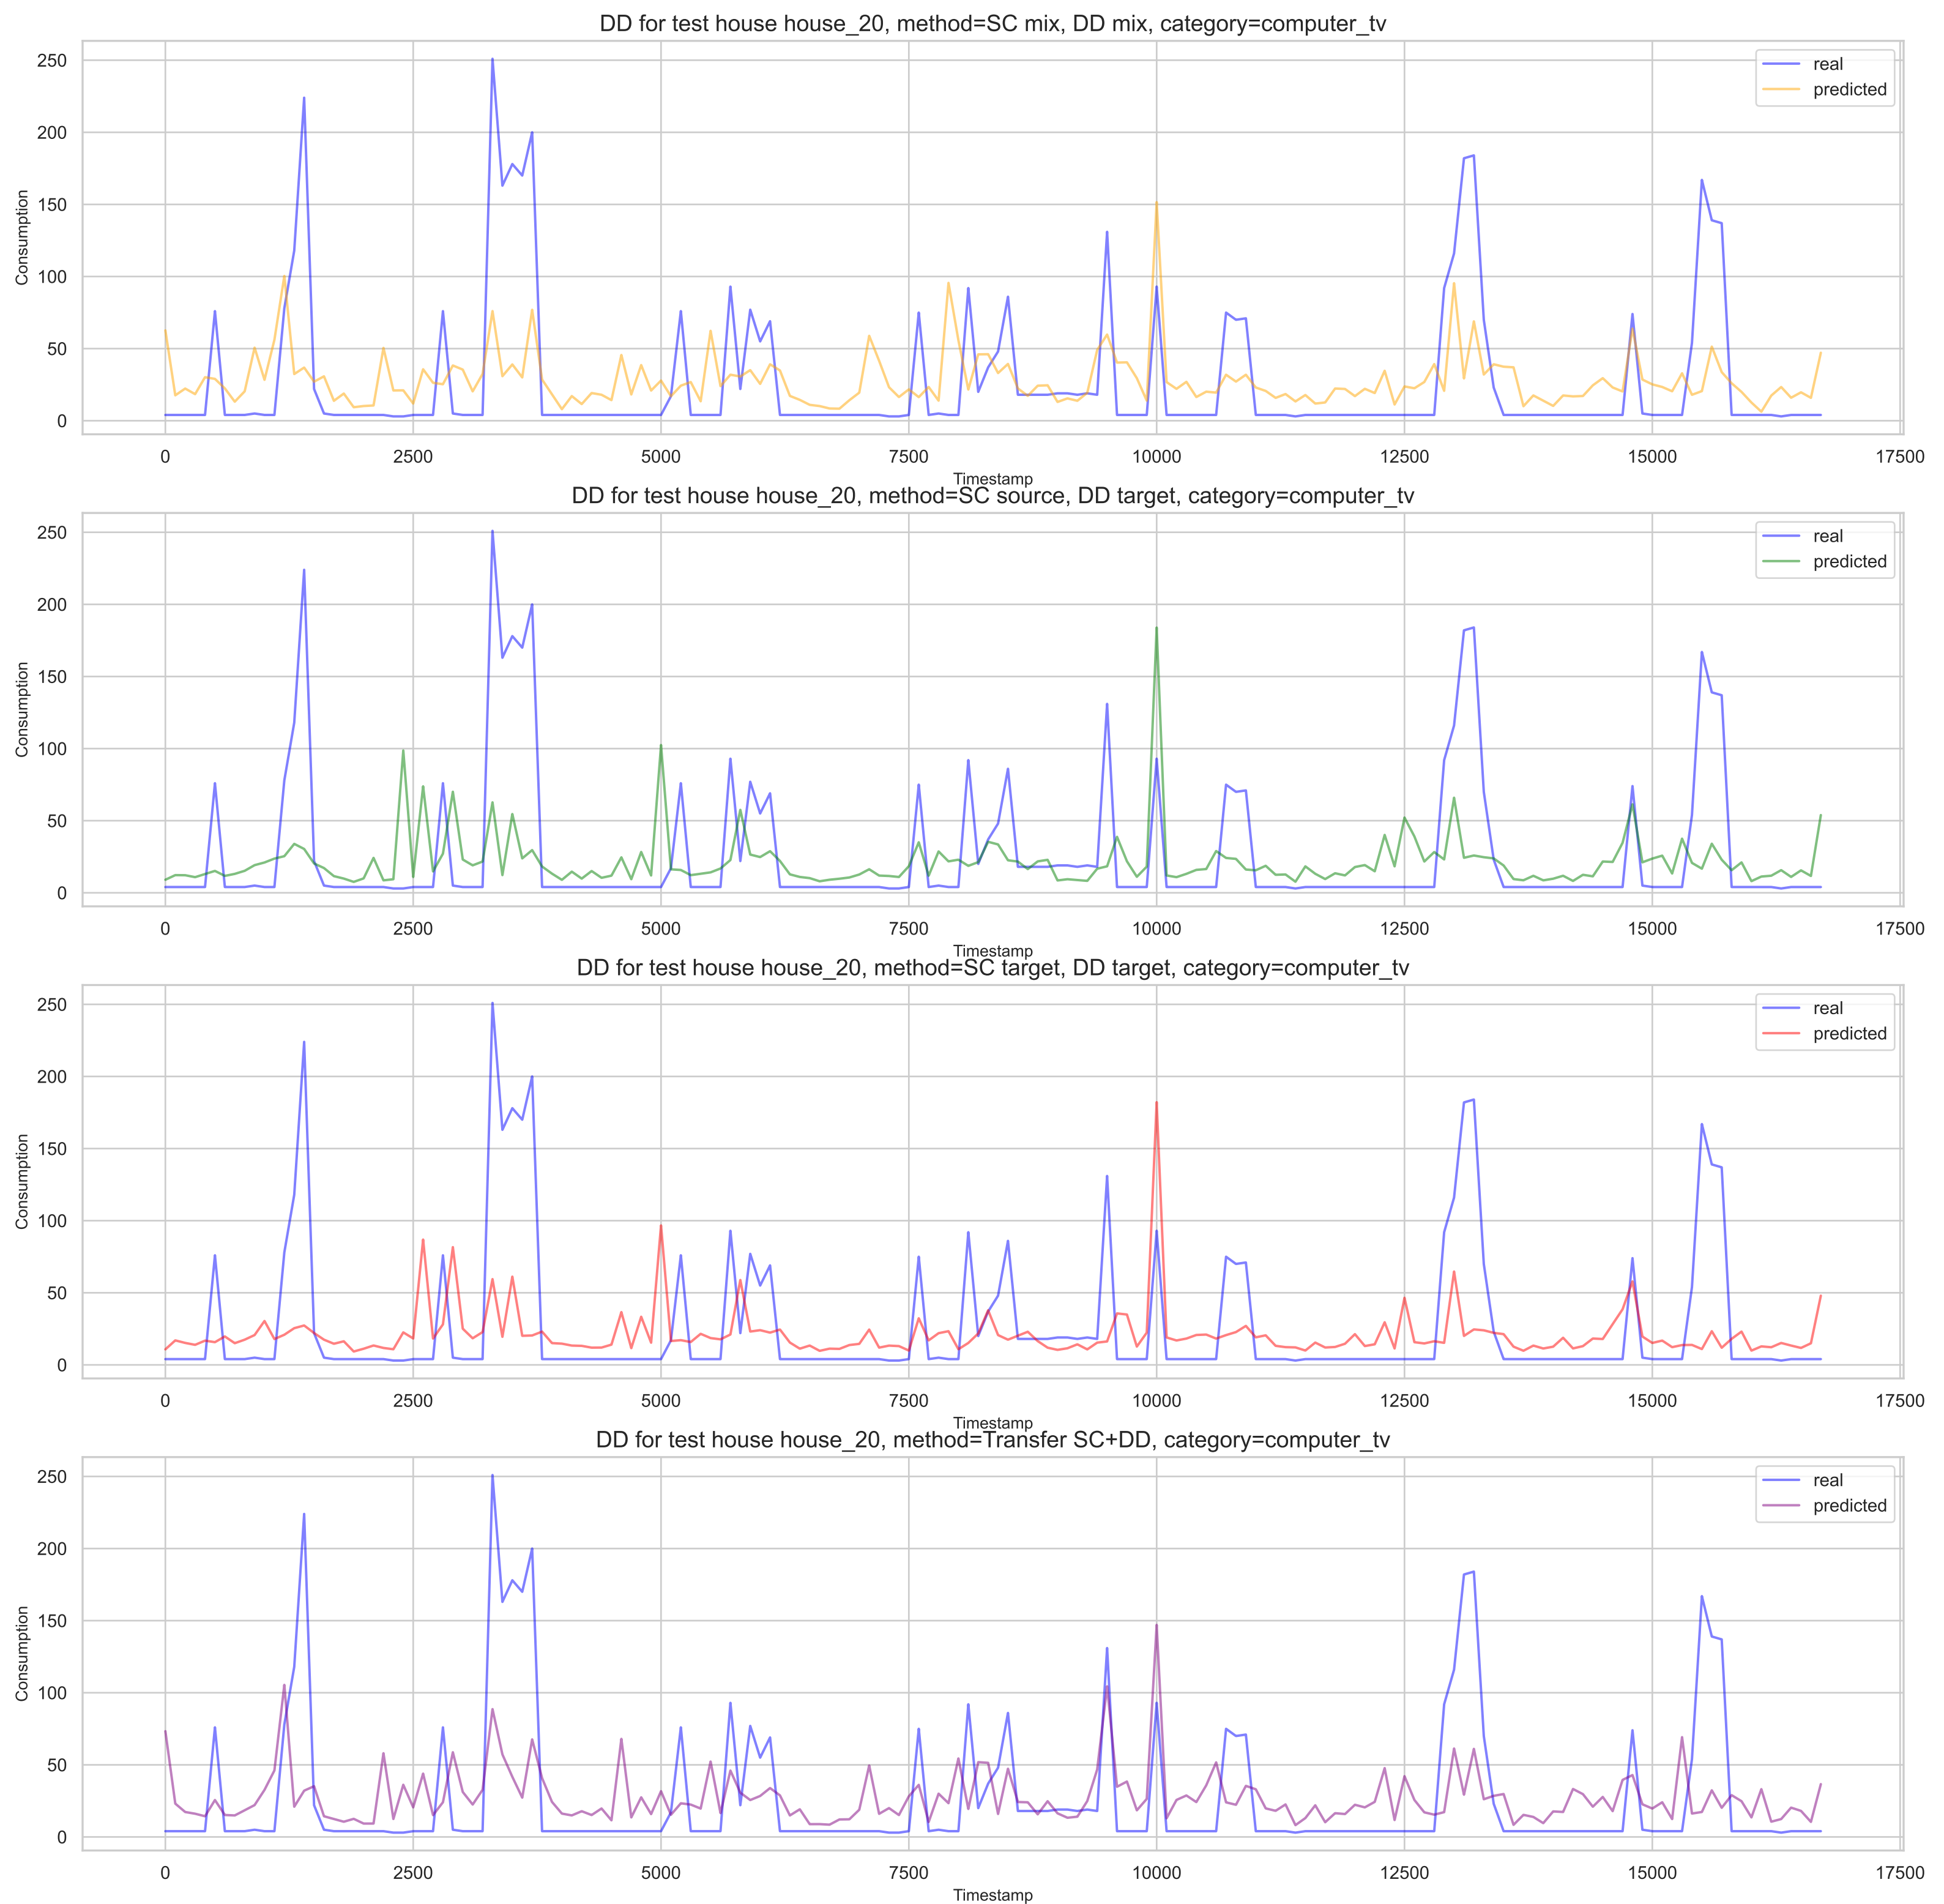 DD for test house house_20, method=SC mix, DD mix, category=computer_tv
250
200
150
100
50
0
Consumption
real
predicted
0 2500 5000 7500 10000 12500 15000 17500
Timestamp
DD for test house house_20, method=SC source, DD target, category=computer_tv
250
200
150
100
50
0
Consumption
real
predicted
0 2500 5000 7500 10000 12500 15000 17500
Timestamp
DD for test house house_20, method=SC target, DD target, category=computer_tv
250
200
150
100
50
0
Consumption
real
predicted
0 2500 5000 7500 10000 12500 15000 17500
Timestamp
DD for test house house_20, method=Transfer SC+DD, category=computer_tv
250
200
150
100
50
0
Consumption
real
predicted
0 2500 5000 7500 10000 12500 15000 17500
Timestamp